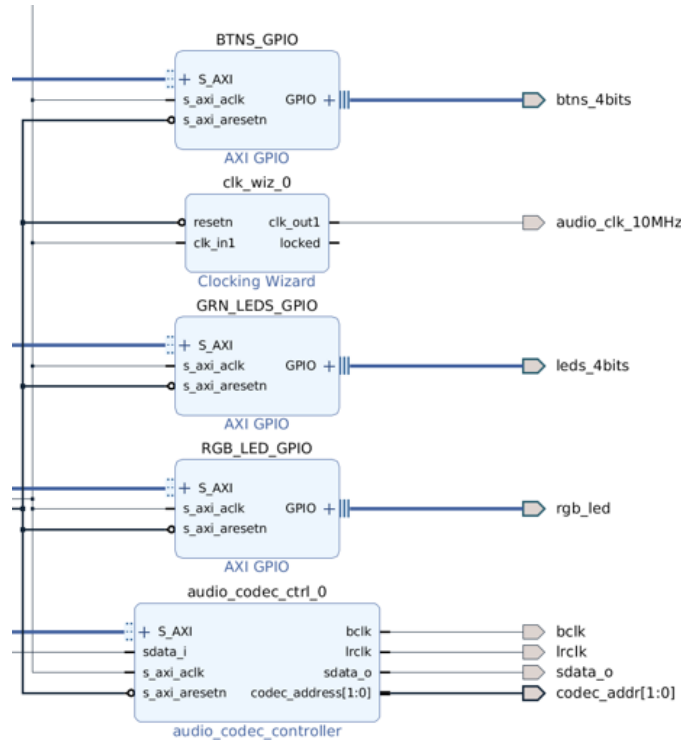 BTNS_GPIO
+ S_AXI
s_axi_aclk GPIO + btns_4bits
s_axi_aresetn
AXI GPIO
clk_wiz_0
resetn clk_out1 audio_clk_10MHz
clk_in1 locked
Clocking Wizard
GRN_LEDS_GPIO
+ S_AXI
s_axi_aclk GPIO + leds_4bits
s_axi_aresetn
AXI GPIO
RGB_LED_GPIO
+ S_AXI
s_axi_aclk GPIO + rgb_led
s_axi_aresetn
AXI GPIO
audio_codec_ctrl_0
+ S_AXI bclk bclk
sdata_i lrclk lrclk
s_axi_aclk sdata_o sdata_o
s_axi_aresetn codec_address[1:0] codec_addr[1:0]
audio_codec_controller